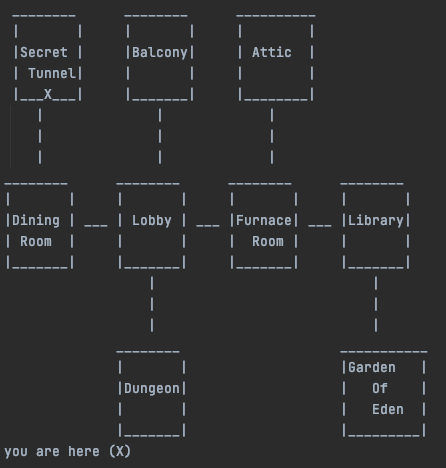 Secret Balcony Attic
Tunnel
X
Dining Lobby Furnace Library
Room Room
Dungeon Garden
Of
Eden
you are here (X)